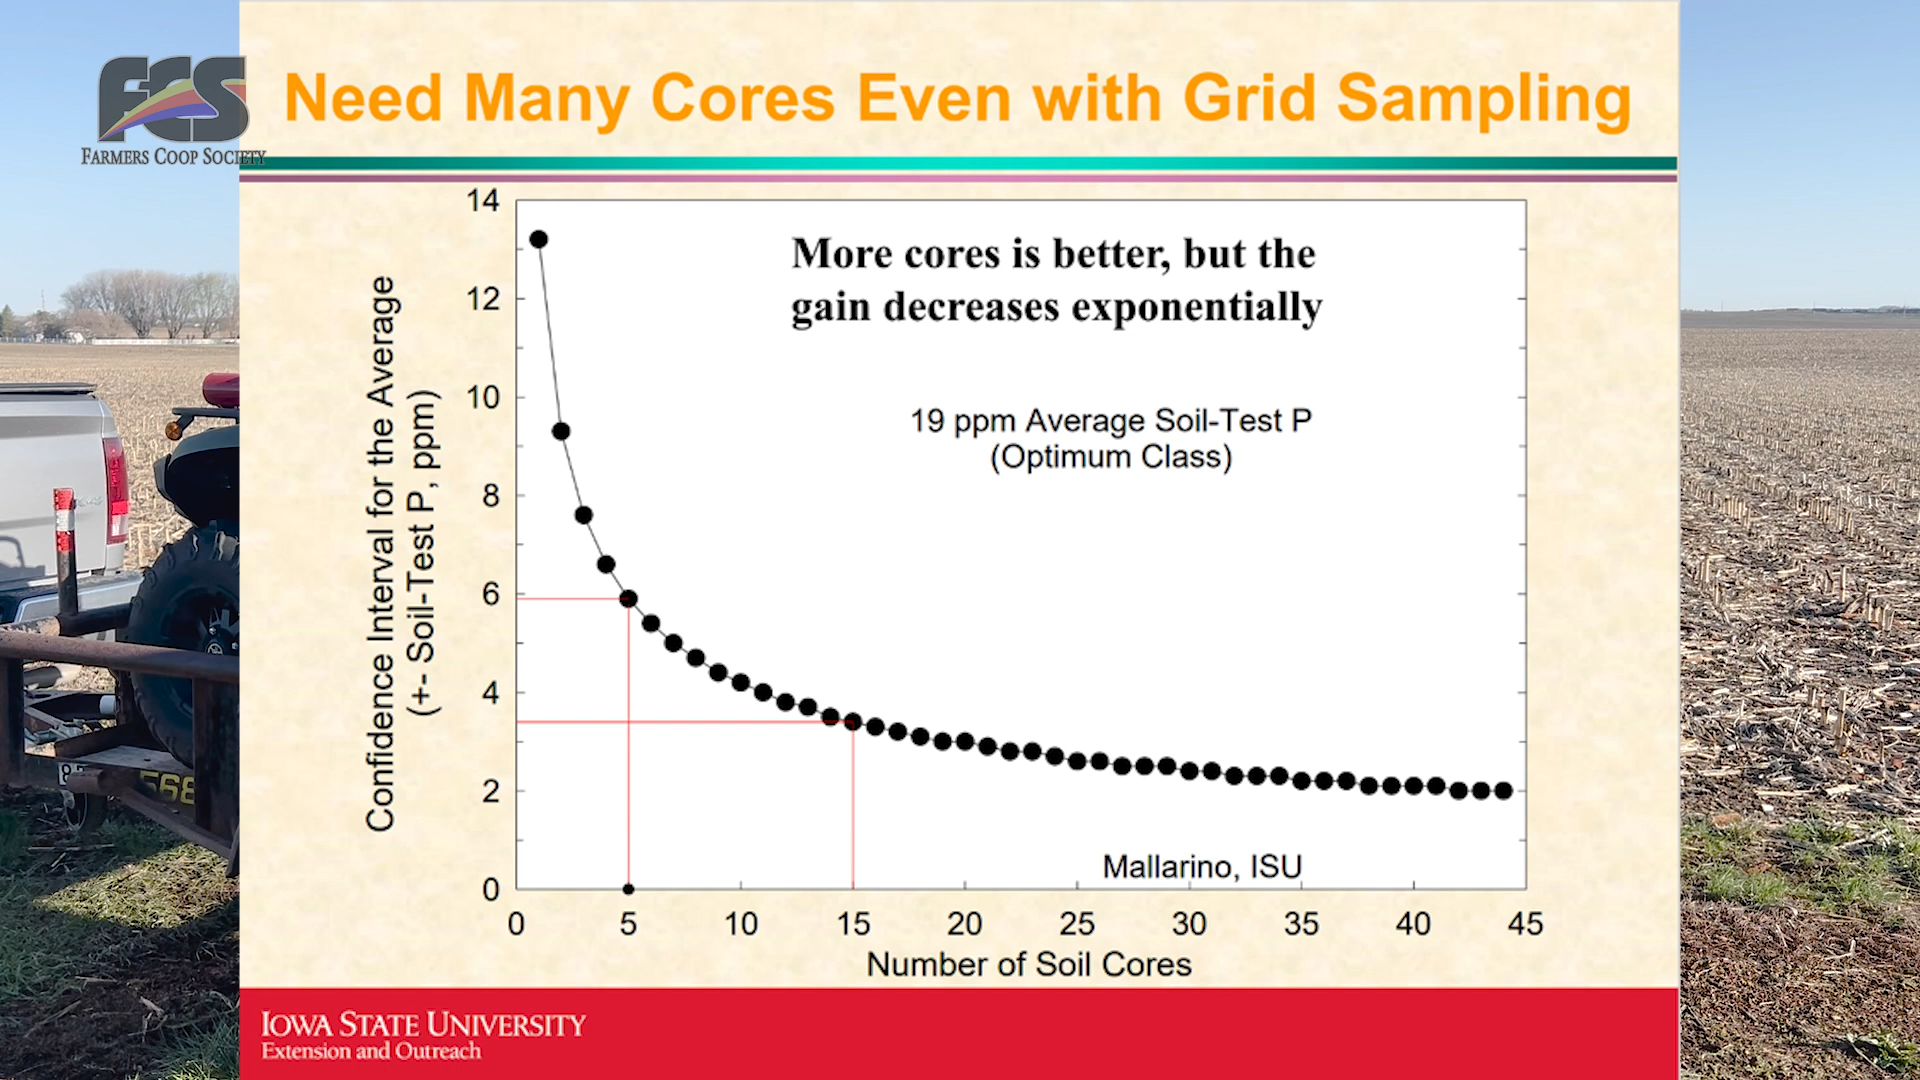 FCS
FARMERS COOP SOCIETY
Need Many Cores Even with Grid Sampling
More cores is better, but the
gain decreases exponentially
19 ppm Average Soil-Test P
(Optimum Class)
Confidence Interval for the Average
(+- Soil-Test P, ppm)
14
12
10
8
6
4
2
0
0 5 10 15 20 25 30 35 40 45
Mallarino, ISU
Number of Soil Cores
568
IOWA STATE UNIVERSITY
Extension and Outreach